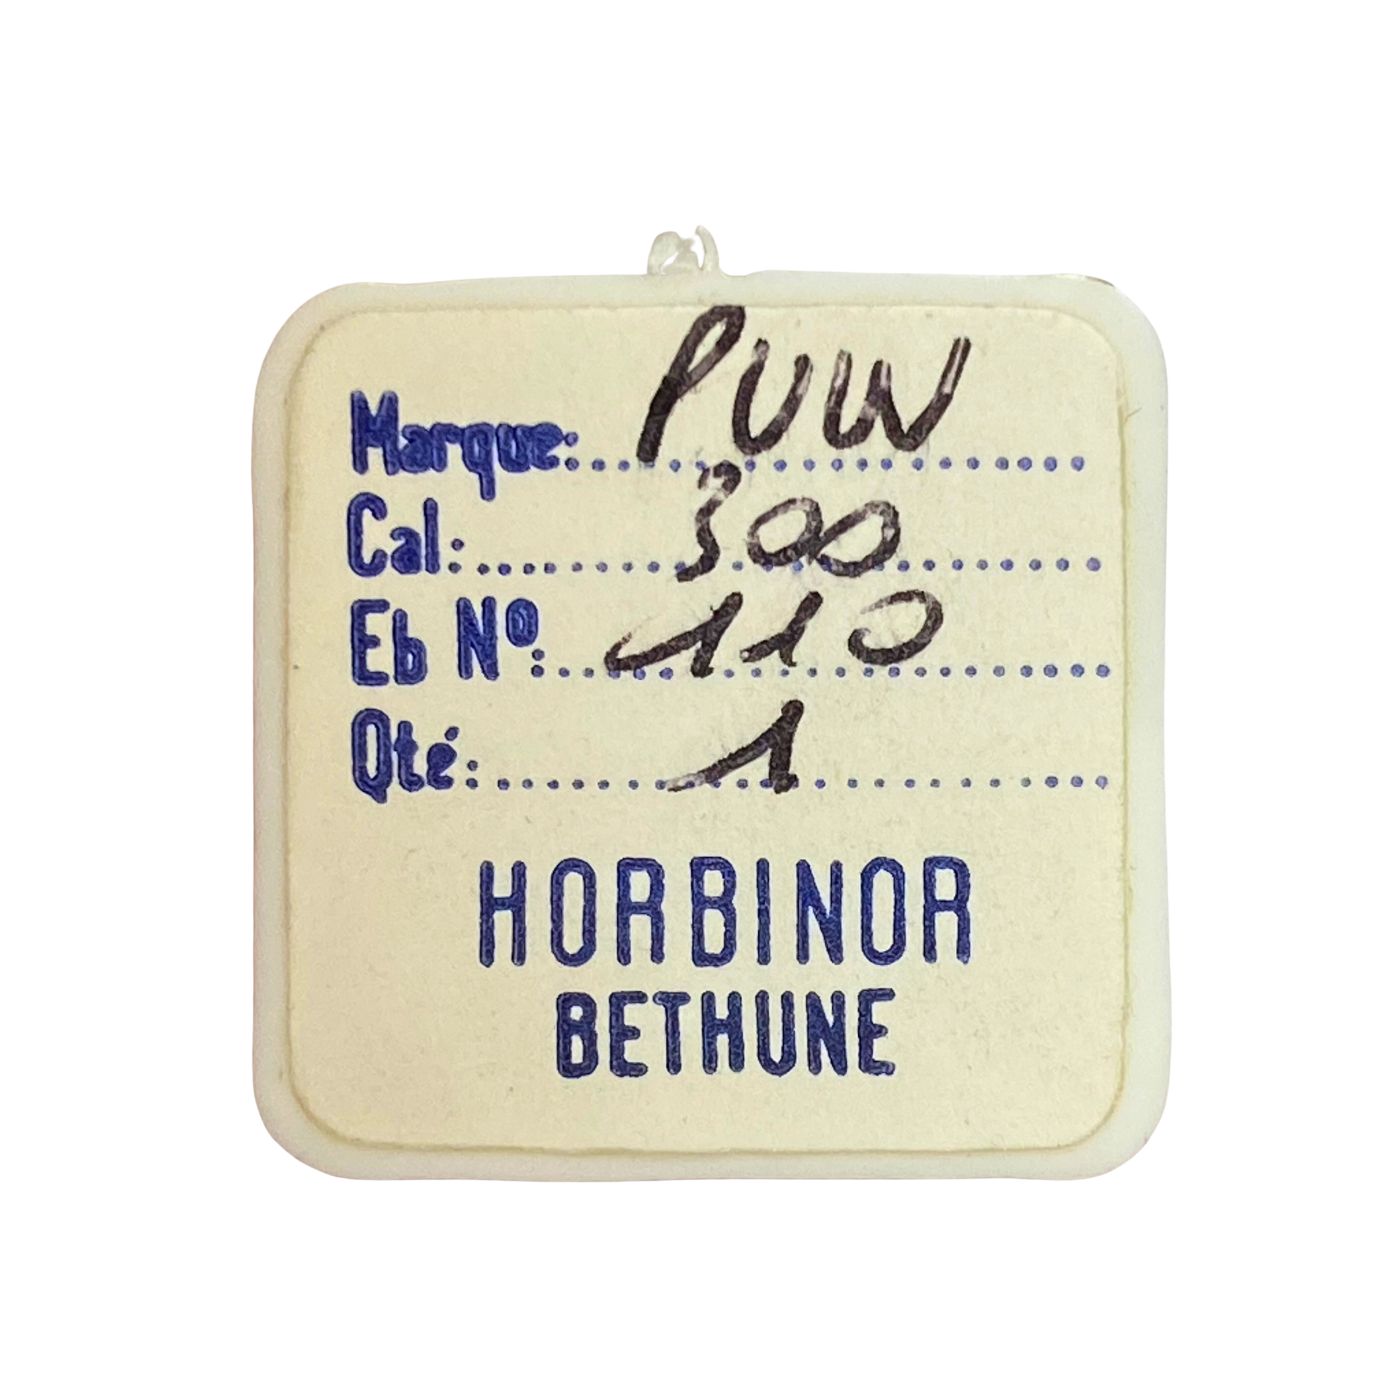 Marque: PUW
Cal: 300
Eb Nº: 110
Qté: 1
HORBINOR
BETHUNE